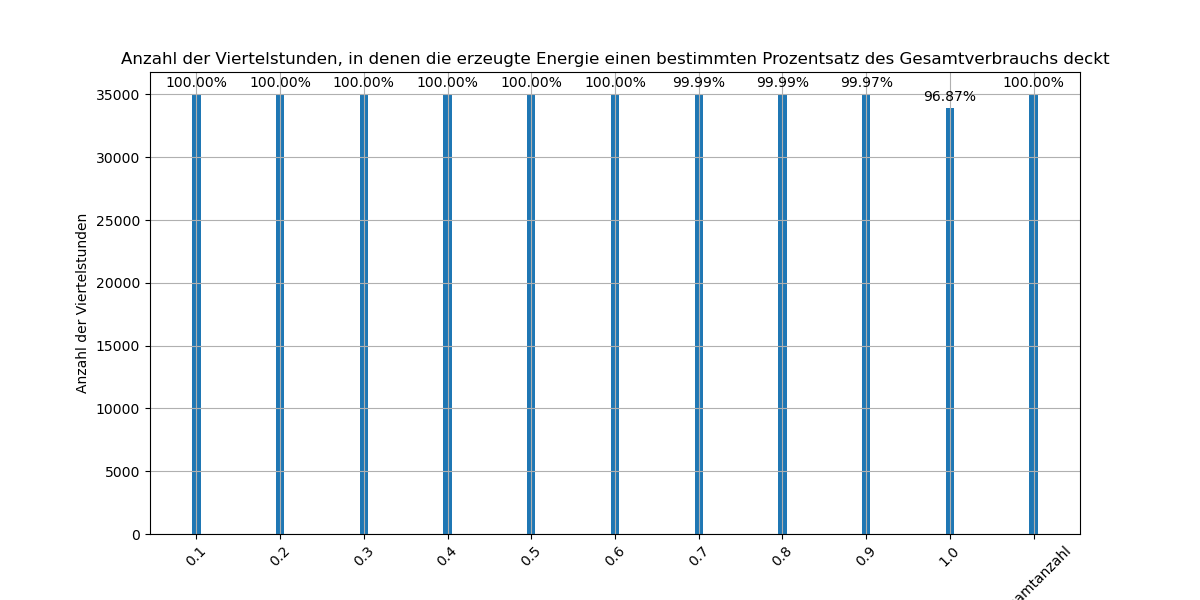 Anzahl der Viertelstunden, in denen die erzeugte Energie einen bestimmten Prozentsatz des Gesamtverbrauchs deckt
100.00% 100.00% 100.00% 100.00% 100.00% 100.00% 99.99% 99.99% 99.97% 96.87% 100.00%
Anzahl der Viertelstunden
35000
30000
25000
20000
15000
10000
5000
0
0.1 0.2 0.3 0.4 0.5 0.6 0.7 0.8 0.9 1.0 amtanzahl